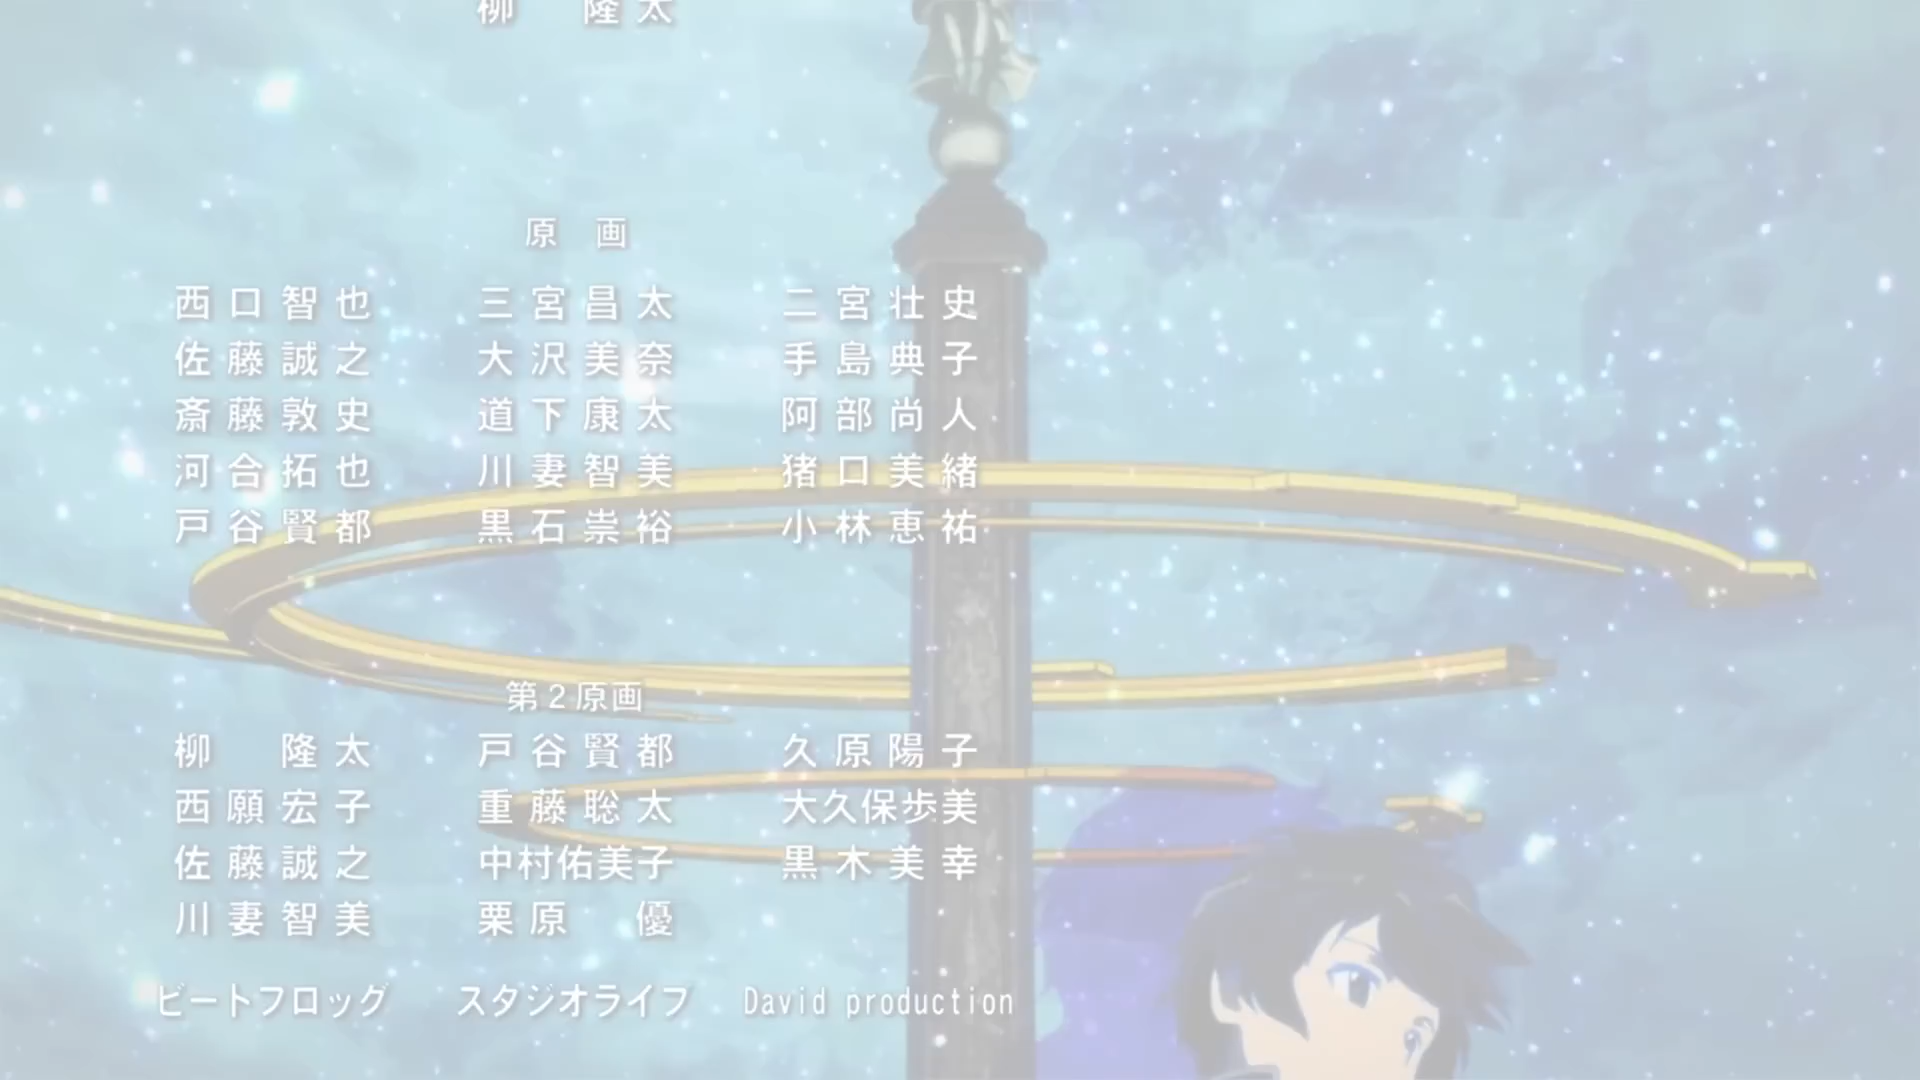 柳 隆太
原 画
西口智也 三宮昌太 二宮壮史
佐藤誠之 大沢美奈 手島典子
斎藤敦史 道下康太 阿部尚人
河合拓也 川妻智美 猪口美緒
戸谷賢都 黒石崇裕 小林恵祐
第2原画
柳 隆太 戸谷賢都 久原陽子
西願宏子 重藤聡太 大久保歩美
佐藤誠之 中村佑美子 黒木美幸
川妻智美 栗原 優
ビートフロッグ スタジオライフ David production